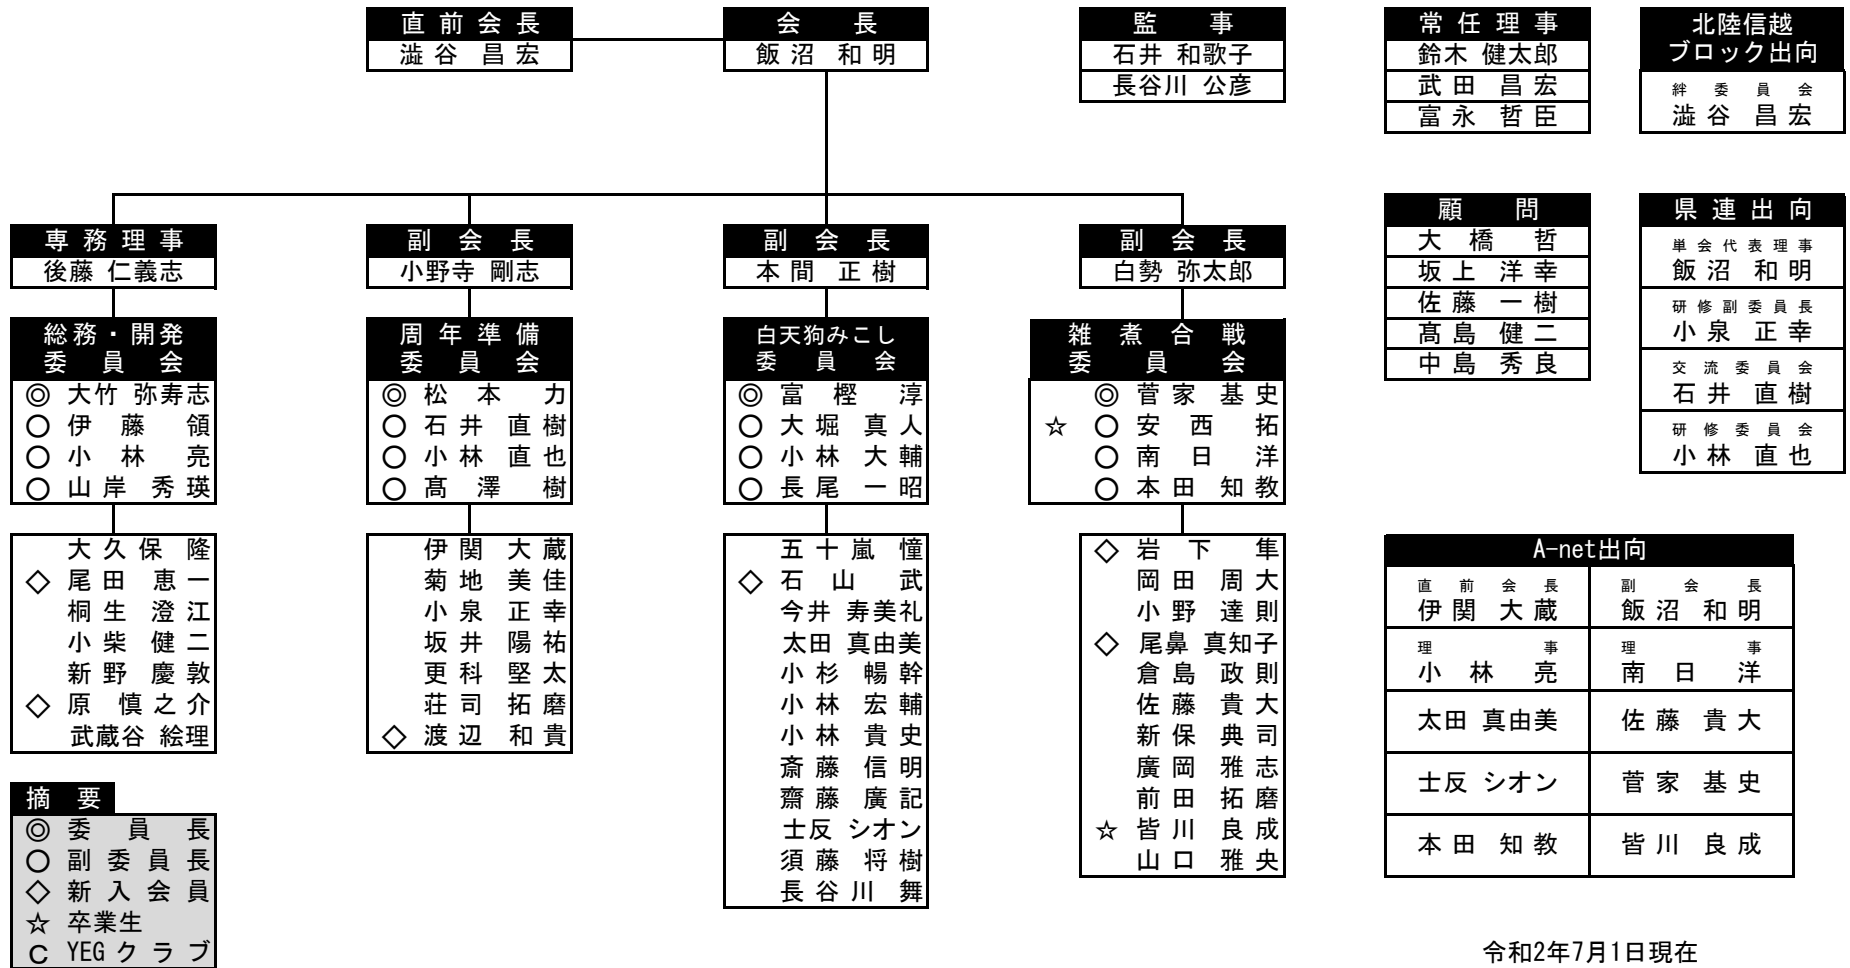 直前会長
澁谷 昌宏
会長
飯沼 和明
監事
石井 和歌子
長谷川 公彦
常任理事
鈴木 健太郎
武田 昌宏
富永 哲臣
北陸信越
ブロック出向
絆委員会
澁谷 昌宏
専務理事
後藤 仁義志
総務・開発
委員会
◎ 大竹 弥寿志
○ 伊藤 領
○ 小林 亮
○ 山岸 秀瑛
大久保 隆
◇ 尾田 恵一
桐生 澄江
小柴 健二
新野 慶敦
◇ 原 慎之介
武蔵谷 絵理
副会長
小野寺 剛志
周年準備
委員会
◎ 松本 力
○ 石井 直樹
○ 小林 直也
○ 髙澤 樹
伊関 大蔵
菊地 美佳
小泉 正幸
坂井 陽祐
更科 堅太
荘司 拓磨
◇ 渡辺 和貴
副会長
本間 正樹
白天狗みこし
委員会
◎ 富樫 淳
○ 大堀 真人
○ 小林 大輔
○ 長尾 一昭
五十嵐 憧
◇ 石山 武
今井 寿美礼
太田 真由美
小杉 暢幹
小林 宏輔
小林 貴史
斎藤 信明
齋藤 廣記
士反 シオン
須藤 将樹
長谷川 舞
副会長
白勢 弥太郎
雑煮合戦
委員会
◎ 菅家 基史
☆ ○ 安西 拓
○ 南日 洋
○ 本田 知教
◇ 岩下 隼
岡田 周大
小野 達則
◇ 尾鼻 真知子
倉島 政則
佐藤 貴大
新保 典司
廣岡 雅志
前田 拓磨
☆ 皆川 良成
山口 雅央
顧問
大橋 哲
坂上 洋幸
佐藤 一樹
髙島 健二
中島 秀良
県連出向
単会代表理事
飯沼 和明
研修副委員長
小泉 正幸
交流委員会
石井 直樹
研修委員会
小林 直也
A-net出向
直前会長
伊関 大蔵
副会長
飯沼 和明
理事
小林 亮
理事
南日 洋
太田 真由美
佐藤 貴大
士反 シオン
菅家 基史
本田 知教
皆川 良成
摘要
◎ 委員長
○ 副委員長
◇ 新入会員
☆ 卒業生
C YEGクラブ
令和2年7月1日現在